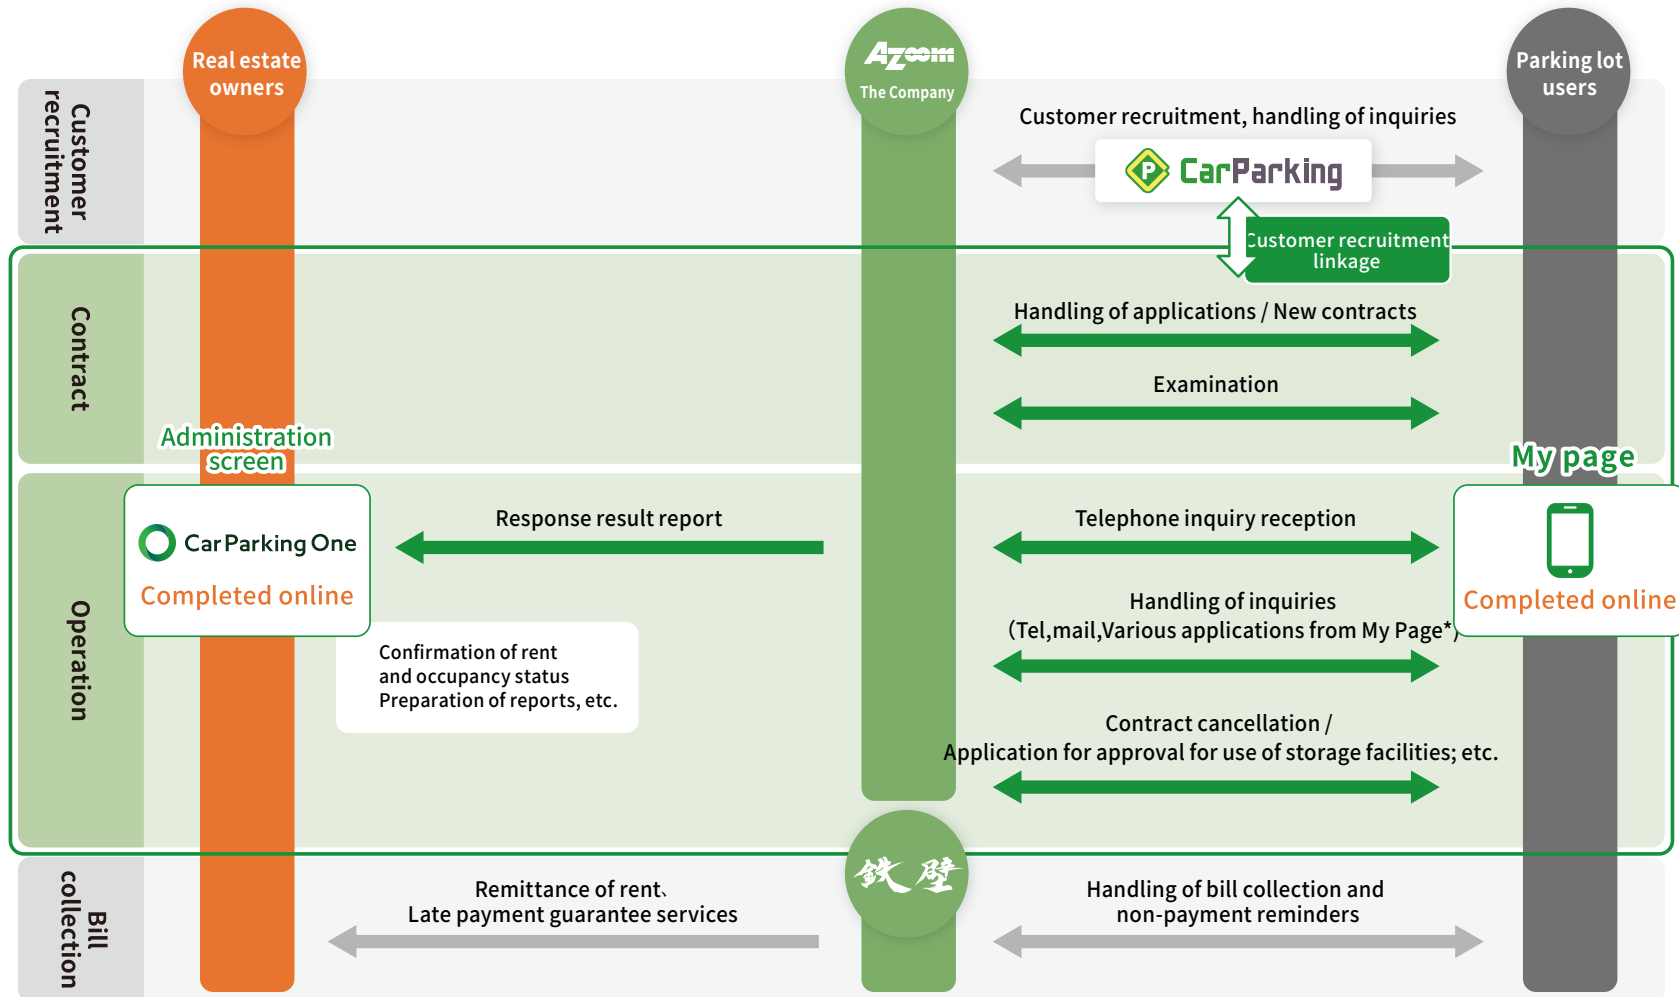 Real estate
owners
Azoom
The Company
Parking lot
users
Customer
recruitment
Customer recruitment, handling of inquiries
P
CarParking
Customer recruitment
linkage
Contract
Handling of applications / New contracts
Examination
Administration
screen
My page
Operation
CarParking One
Completed online
Response result report
Telephone inquiry reception
Completed online
Handling of inquiries
(Tel,mail,Various applications from My Page*)
Confirmation of rent
and occupancy status
Preparation of reports, etc.
Contract cancellation /
Application for approval for use of storage facilities; etc.
鉄壁
Bill
collection
Remittance of rent、
Late payment guarantee services
Handling of bill collection and
non-payment reminders